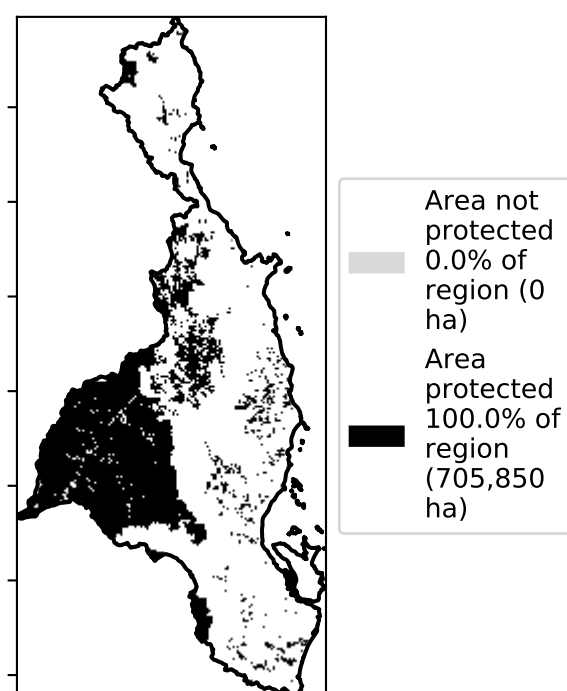 Area not
protected
0.0% of
region (0
ha)
Area
protected
100.0% of
region
(705,850
ha)